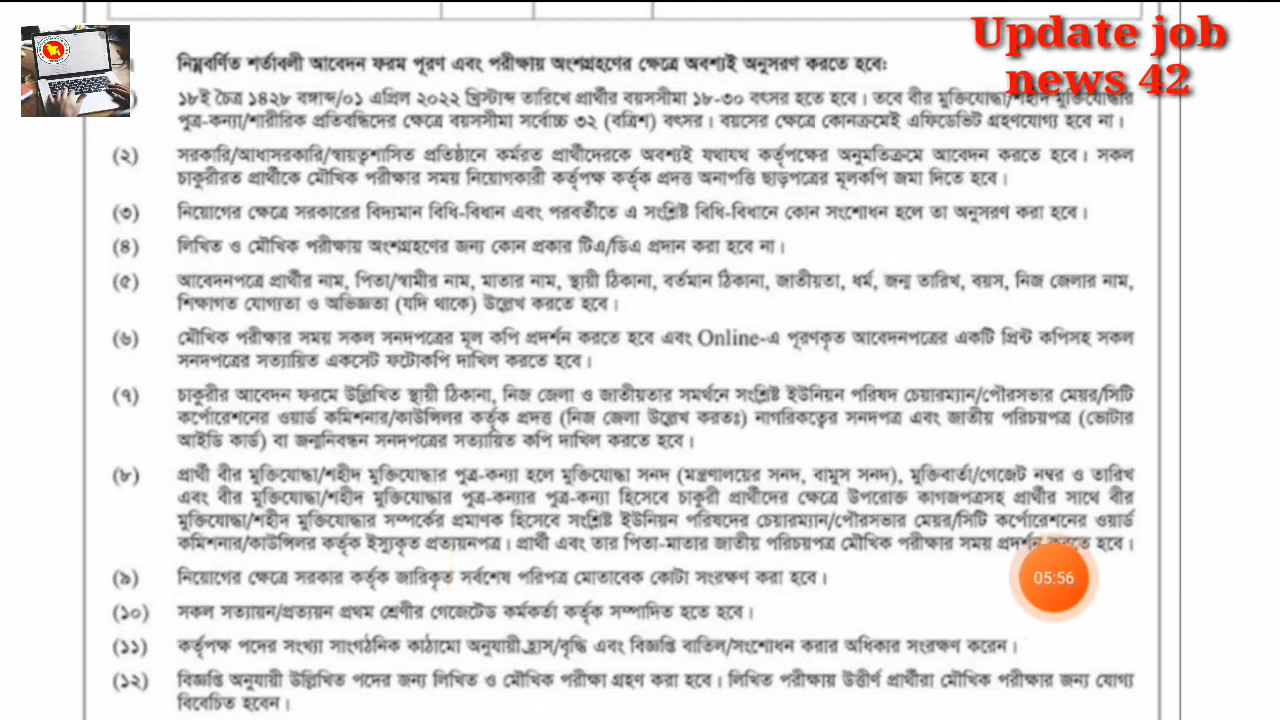 Update job
news 42
নিম্নবর্ণিত শর্তাবলী আবেদন ফরম পূরণ এবং পরীক্ষায় অংশগ্রহণের ক্ষেত্রে অবশ্যই অনুসরণ করতে হবে:
১৮ই চৈত্র ১৪২৮ বঙ্গাব্দ/০১ এপ্রিল ২০২২ খ্রিস্টাব্দ তারিখে প্রার্থীর বয়সসীমা ১৮-৩০ বৎসর হতে হবে। তবে বীর মুক্তিযোদ্ধা/শহীদ মুক্তিযোদ্ধার
পুত্র-কন্যা/শারীরিক প্রতিবন্ধিদের ক্ষেত্রে বয়সসীমা সর্বোচ্চ ৩২ (বত্রিশ) বৎসর। বয়সের ক্ষেত্রে কোনক্রমেই এফিডেভিট গ্রহণযোগ্য হবে না।
(২) সরকারি/আধাসরকারি/স্বায়ত্বশাসিত প্রতিষ্ঠানে কর্মরত প্রার্থীদেরকে অবশ্যই যথাযথ কর্তৃপক্ষের অনুমতিক্রমে আবেদন করতে হবে। সকল
চাকুরীরত প্রার্থীকে মৌখিক পরীক্ষার সময় নিয়োগকারী কর্তৃপক্ষ কর্তৃক প্রদত্ত অনাপত্তি ছাড়পত্রের মূলকপি জমা দিতে হবে।
(৩) নিয়োগের ক্ষেত্রে সরকারের বিদ্যমান বিধি-বিধান এবং পরবর্তীতে এ সংশ্লিষ্ট বিধি-বিধানে কোন সংশোধন হলে তা অনুসরণ করা হবে।
(৪) লিখিত ও মৌখিক পরীক্ষায় অংশগ্রহণের জন্য কোন প্রকার টিএ/ডিএ প্রদান করা হবে না।
(৫) আবেদনপত্রে প্রার্থীর নাম, পিতা/স্বামীর নাম, মাতার নাম, স্থায়ী ঠিকানা, বর্তমান ঠিকানা, জাতীয়তা, ধর্ম, জন্ম তারিখ, বয়স, নিজ জেলার নাম,
শিক্ষাগত যোগ্যতা ও অভিজ্ঞতা (যদি থাকে) উল্লেখ করতে হবে।
(৬) মৌখিক পরীক্ষার সময় সকল সনদপত্রের মূল কপি প্রদর্শন করতে হবে এবং Online-এ পূরণকৃত আবেদনপত্রের একটি প্রিন্ট কপিসহ সকল
সনদপত্রের সত্যায়িত একসেট ফটোকপি দাখিল করতে হবে।
(৭) চাকুরীর আবেদন ফরমে উল্লিখিত স্থায়ী ঠিকানা, নিজ জেলা ও জাতীয়তার সমর্থনে সংশ্লিষ্ট ইউনিয়ন পরিষদ চেয়ারম্যান/পৌরসভার মেয়র/সিটি
কর্পোরেশনের ওয়ার্ড কমিশনার/কাউন্সিলর কর্তৃক প্রদত্ত (নিজ জেলা উল্লেখ করতঃ) নাগরিকত্বের সনদপত্র এবং জাতীয় পরিচয়পত্র (ভোটার
আইডি কার্ড) বা জন্মনিবন্ধন সনদপত্রের সত্যায়িত কপি দাখিল করতে হবে।
(৮) প্রার্থী বীর মুক্তিযোদ্ধা/শহীদ মুক্তিযোদ্ধার পুত্র-কন্যা হলে মুক্তিযোদ্ধা সনদ (মন্ত্রণালয়ের সনদ, বামুস সনদ), মুক্তিবার্তা/গেজেট নম্বর ও তারিখ
এবং বীর মুক্তিযোদ্ধা/শহীদ মুক্তিযোদ্ধার পুত্র-কন্যার পুত্র-কন্যা হিসেবে চাকুরী প্রার্থীদের ক্ষেত্রে উপরোক্ত কাগজপত্রসহ প্রার্থীর সাথে বীর
মুক্তিযোদ্ধা/শহীদ মুক্তিযোদ্ধার সম্পর্কের প্রমাণক হিসেবে সংশ্লিষ্ট ইউনিয়ন পরিষদের চেয়ারম্যান/পৌরসভার মেয়র/সিটি কর্পোরেশনের ওয়ার্ড
কমিশনার/কাউন্সিলর কর্তৃক ইস্যুকৃত প্রত্যয়নপত্র। প্রার্থী এবং তার পিতা-মাতার জাতীয় পরিচয়পত্র মৌখিক পরীক্ষার সময় প্রদর্শন করতে হবে।
05:56
(৯) নিয়োগের ক্ষেত্রে সরকার কর্তৃক জারিকৃত সর্বশেষ পরিপত্র মোতাবেক কোটা সংরক্ষণ করা হবে।
(১০) সকল সত্যায়ন/প্রত্যয়ন প্রথম শ্রেণীর গেজেটেড কর্মকর্তা কর্তৃক সম্পাদিত হতে হবে।
(১১) কর্তৃপক্ষ পদের সংখ্যা সাংগঠনিক কাঠামো অনুযায়ী হ্রাস/বৃদ্ধি এবং বিজ্ঞপ্তি বাতিল/সংশোধন করার অধিকার সংরক্ষণ করেন।
(১২) বিজ্ঞপ্তি অনুযায়ী উল্লিখিত পদের জন্য লিখিত ও মৌখিক পরীক্ষা গ্রহণ করা হবে। লিখিত পরীক্ষায় উত্তীর্ণ প্রার্থীরা মৌখিক পরীক্ষার জন্য যোগ্য
বিবেচিত হবেন।